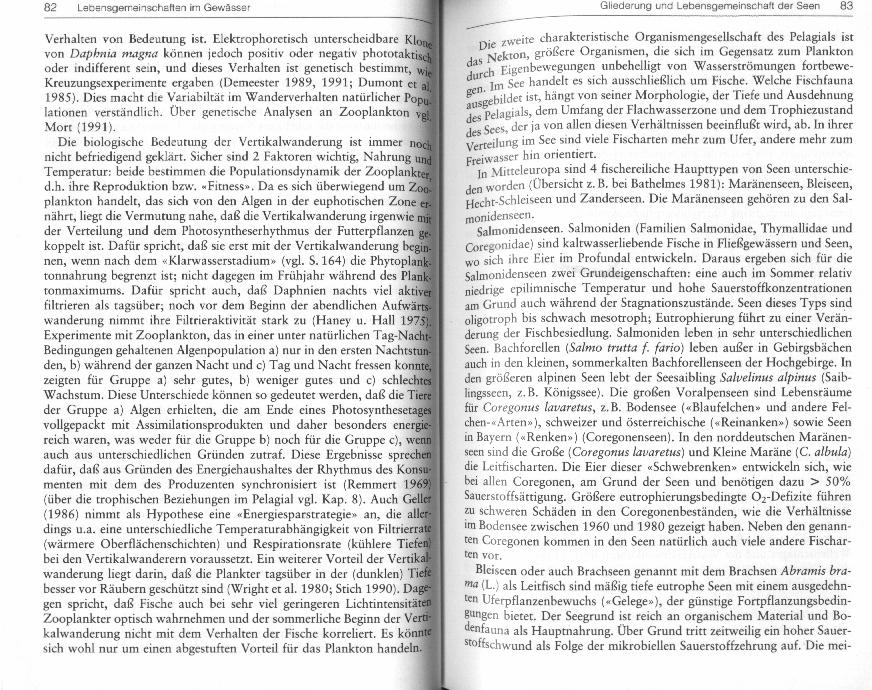 82 Lebensgemeinschaften im Gewässer
Verhalten von Bedeutung ist. Elektrophoretisch unterscheidbare Klone
von Daphnia magna können jedoch positiv oder negativ phototaktisch
oder indifferent sein, und dieses Verhalten ist genetisch bestimmt, wie
Kreuzungsexperimente ergaben (Demeester 1989, 1991; Dumont et al.
1985). Dies macht die Variabiltät im Wanderverhalten natürlicher Popu-
lationen verständlich. Über genetische Analysen an Zooplankton vgl.
Mort (1991).
Die biologische Bedeutung der Vertikalwanderung ist immer noch
nicht befriedigend geklärt. Sicher sind 2 Faktoren wichtig, Nahrung und
Temperatur: beide bestimmen die Populationsdynamik der Zooplankter,
d.h. ihre Reproduktion bzw. «Fitness». Da es sich überwiegend um Zoo-
plankton handelt, das sich von den Algen in der euphotischen Zone er-
nährt, liegt die Vermutung nahe, daß die Vertikalwanderung irgenwie mit
der Verteilung und dem Photosyntheserhythmus der Futterpflanzen ge-
koppelt ist. Dafür spricht, daß sie erst mit der Vertikalwanderung begin-
nen, wenn nach dem «Klarwasserstadium» (vgl. S. 164) die Phytoplank-
tonnahrung begrenzt ist; nicht dagegen im Frühjahr während des Plank-
tonmaximums. Dafür spricht auch, daß Daphnien nachts viel aktiver
filtrieren als tagsüber; noch vor dem Beginn der abendlichen Aufwärts-
wanderung nimmt ihre Filtrieraktivität stark zu (Haney u. Hall 1975).
Experimente mit Zooplankton, das in einer unter natürlichen Tag-Nacht-
Bedingungen gehaltenen Algenpopulation a) nur in den ersten Nachtstun-
den, b) während der ganzen Nacht und c) Tag und Nacht fressen konnte,
zeigten für Gruppe a) sehr gutes, b) weniger gutes und c) schlechtes
Wachstum. Diese Unterschiede können so gedeutet werden, daß die Tiere
der Gruppe a) Algen erhielten, die am Ende eines Photosynthesetages
vollgepackt mit Assimilationsprodukten und daher besonders energie-
reich waren, was weder für die Gruppe b) noch für die Gruppe c), wenn
auch aus unterschiedlichen Gründen zutraf. Diese Ergebnisse sprechen
dafür, daß aus Gründen des Energiehaushaltes der Rhythmus des Konsu-
menten mit dem des Produzenten synchronisiert ist (Remmert 1969)
(über die trophischen Beziehungen im Pelagial vgl. Kap. 8). Auch Geller
(1986) nimmt als Hypothese eine «Energiesparstrategie» an, die aller-
dings u.a. eine unterschiedliche Temperaturabhängigkeit von Filtrierrate
(wärmere Oberflächenschichten) und Respirationsrate (kühlere Tiefen)
bei den Vertikalwanderern voraussetzt. Ein weiterer Vorteil der Vertikal-
wanderung liegt darin, daß die Plankter tagsüber in der (dunklen) Tiefe
besser vor Räubern geschützt sind (Wright et al. 1980; Stich 1990). Dage-
gen spricht, daß Fische auch bei sehr viel geringeren Lichtintensitäten
Zooplankter optisch wahrnehmen und der sommerliche Beginn der Verti-
kalwanderung nicht mit dem Verhalten der Fische korreliert. Es könnte
sich wohl nur um einen abgestuften Vorteil für das Plankton handeln.
Gliederung und Lebensgemeinschaft der Seen 83
Die zweite charakteristische Organismengesellschaft des Pelagials ist
das Nekton, größere Organismen, die sich im Gegensatz zum Plankton
durch Eigenbewegungen unbehelligt von Wasserströmungen fortbewe-
gen. Im See handelt es sich ausschließlich um Fische. Welche Fischfauna
ausgebildet ist, hängt von seiner Morphologie, der Tiefe und Ausdehnung
des Pelagials, dem Umfang der Flachwasserzone und dem Trophiezustand
des Sees, der ja von allen diesen Verhältnissen beeinflußt wird, ab. In ihrer
Verteilung im See sind viele Fischarten mehr zum Ufer, andere mehr zum
Freiwasser hin orientiert.
In Mitteleuropa sind 4 fischereiliche Haupttypen von Seen unterschie-
den worden (Übersicht z. B. bei Bathelmes 1981): Maränenseen, Bleiseen,
Hecht-Schleiseen und Zanderseen. Die Maränenseen gehören zu den Sal-
monidenseen.
Salmonidenseen. Salmoniden (Familien Salmonidae, Thymallidae und
Coregonidae) sind kaltwasserliebende Fische in Fließgewässern und Seen,
wo sich ihre Eier im Profundal entwickeln. Daraus ergeben sich für die
Salmonidenseen zwei Grundeigenschaften: eine auch im Sommer relativ
niedrige epilimnische Temperatur und hohe Sauerstoffkonzentrationen
am Grund auch während der Stagnationszustände. Seen dieses Typs sind
oligotroph bis schwach mesotroph; Eutrophierung führt zu einer Verän-
derung der Fischbesiedlung. Salmoniden leben in sehr unterschiedlichen
Seen. Bachforellen (Salmo trutta f. fario) leben außer in Gebirgsbächen
auch in den kleinen, sommerkalten Bachforellenseen der Hochgebirge. In
den größeren alpinen Seen lebt der Seesaibling Salvelinus alpinus (Saib-
lingsseen, z. B. Königssee). Die großen Voralpenseen sind Lebensräume
für Coregonus lavaretus, z. B. Bodensee («Blaufelchen» und andere Fel-
chen-«Arten»), schweizer und österreichische («Reinanken») sowie Seen
in Bayern («Renken») (Coregonenseen). In den norddeutschen Maränen-
seen sind die Große (Coregonus lavaretus) und Kleine Maräne (C. albula)
die Leitfischarten. Die Eier dieser «Schwebrenken» entwickeln sich, wie
bei allen Coregonen, am Grund der Seen und benötigen dazu > 50%
Sauerstoffsättigung. Größere eutrophierungsbedingte O₂-Defizite führen
zu schweren Schäden in den Coregonenbeständen, wie die Verhältnisse
im Bodensee zwischen 1960 und 1980 gezeigt haben. Neben den genann-
ten Coregonen kommen in den Seen natürlich auch viele andere Fischar-
ten vor.
Bleiseen oder auch Brachseen genannt mit dem Brachsen Abramis bra-
ma (L.) als Leitfisch sind mäßig tiefe eutrophe Seen mit einem ausgedehn-
ten Uferpflanzenbewuchs («Gelege»), der günstige Fortpflanzungsbedin-
gungen bietet. Der Seegrund ist reich an organischem Material und Bo-
denfauna als Hauptnahrung. Über Grund tritt zeitweilig ein hoher Sauer-
stoffschwund als Folge der mikrobiellen Sauerstoffzehrung auf. Die mei-